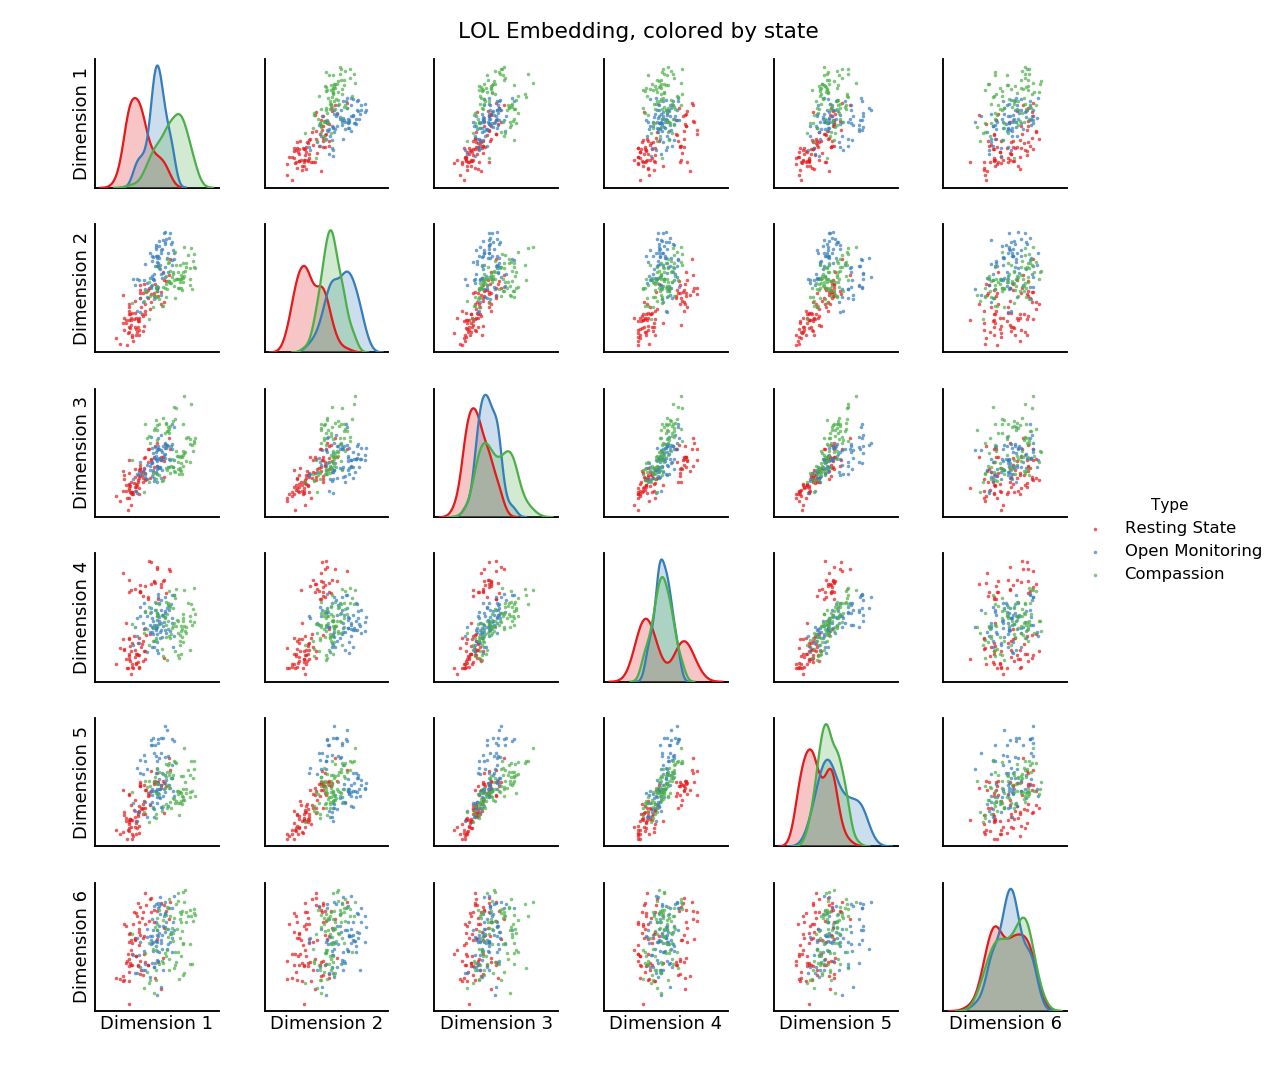 LOL Embedding, colored by state
Dimension 1
Dimension 2
Dimension 3
Dimension 4
Dimension 5
Dimension 6
Type
Resting State
Open Monitoring
Compassion
Dimension 1
Dimension 2
Dimension 3
Dimension 4
Dimension 5
Dimension 6